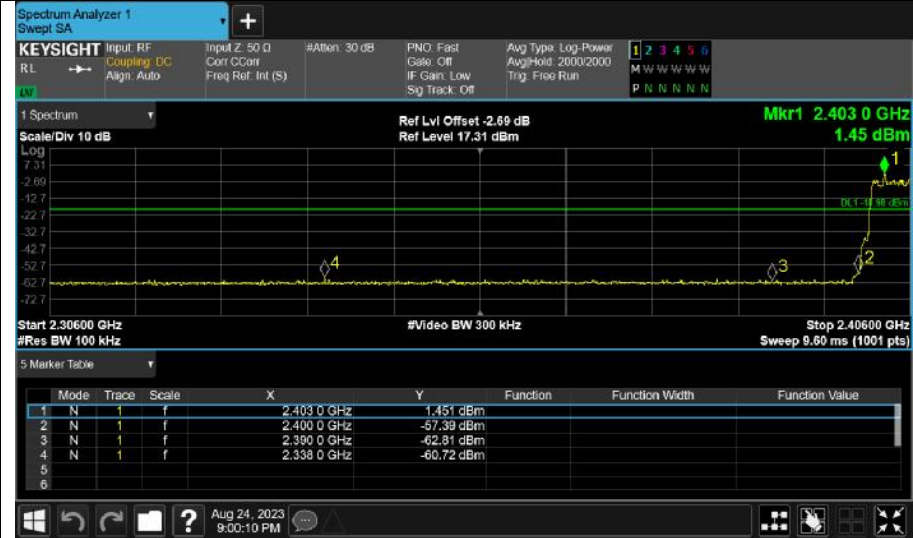 Spectrum Analyzer 1
Swept SA
KEYSIGHT Input: RF Input Z: 50 Ω #Atten: 30 dB PNO: Fast Avg Type: Log-Power 1 2 3 4 5 6
RL Coupling: DC Corr CCorr Gate: Off Avg|Hold: 2000/2000 M W W W W W
Align: Auto Freq Ref: Int (S) IF Gain: Low Trig: Free Run
Sig Track: Off P N N N N N
1 Spectrum Ref Lvl Offset -2.69 dB Mkr1 2.403 0 GHz
Scale/Div 10 dB Ref Level 17.31 dBm 1.45 dBm
Log
7.31 1
-2.69
-12.7
-22.7
-32.7
-42.7
-52.7 4 3 2
-62.7
-72.7
Start 2.30600 GHz #Video BW 300 kHz Stop 2.40600 GHz
#Res BW 100 kHz Sweep 9.60 ms (1001 pts)
5 Marker Table
Mode Trace Scale X Y Function Function Width Function Value
1 N 1 f 2.403 0 GHz 1.451 dBm
2 N 1 f 2.400 0 GHz -57.39 dBm
3 N 1 f 2.390 0 GHz -62.81 dBm
4 N 1 f 2.338 0 GHz -60.72 dBm
5
6
? Aug 24, 2023
9:00:10 PM